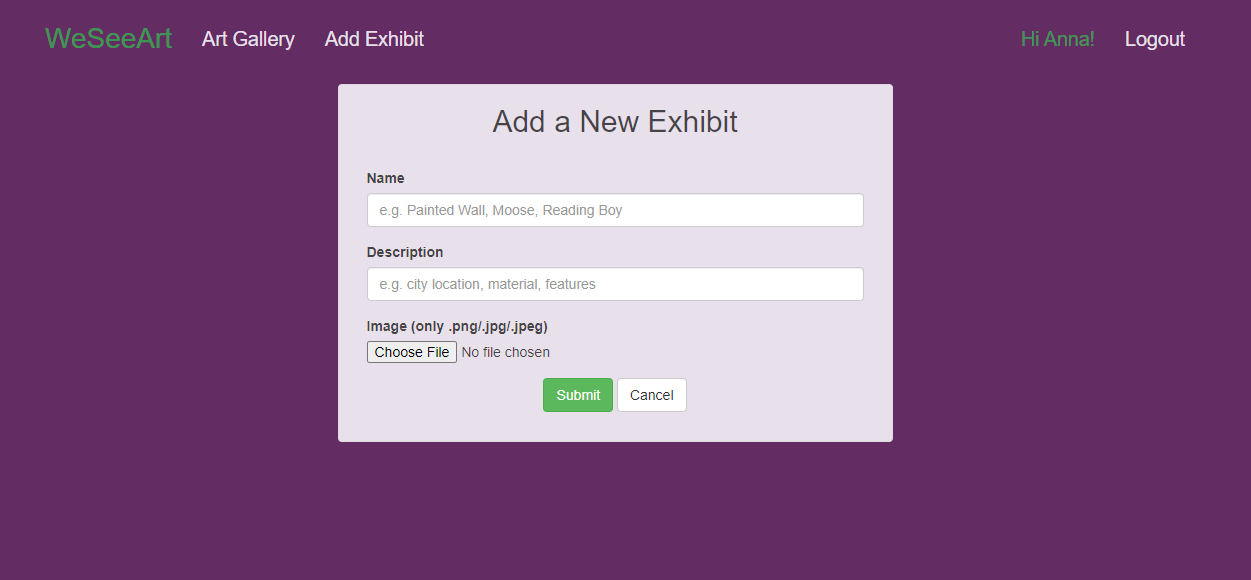 WeSeeArt Art Gallery Add Exhibit Hi Anna! Logout
Add a New Exhibit
Name
e.g. Painted Wall, Moose, Reading Boy
Description
e.g. city location, material, features
Image (only .png/.jpg/.jpeg)
Choose File No file chosen
Submit Cancel